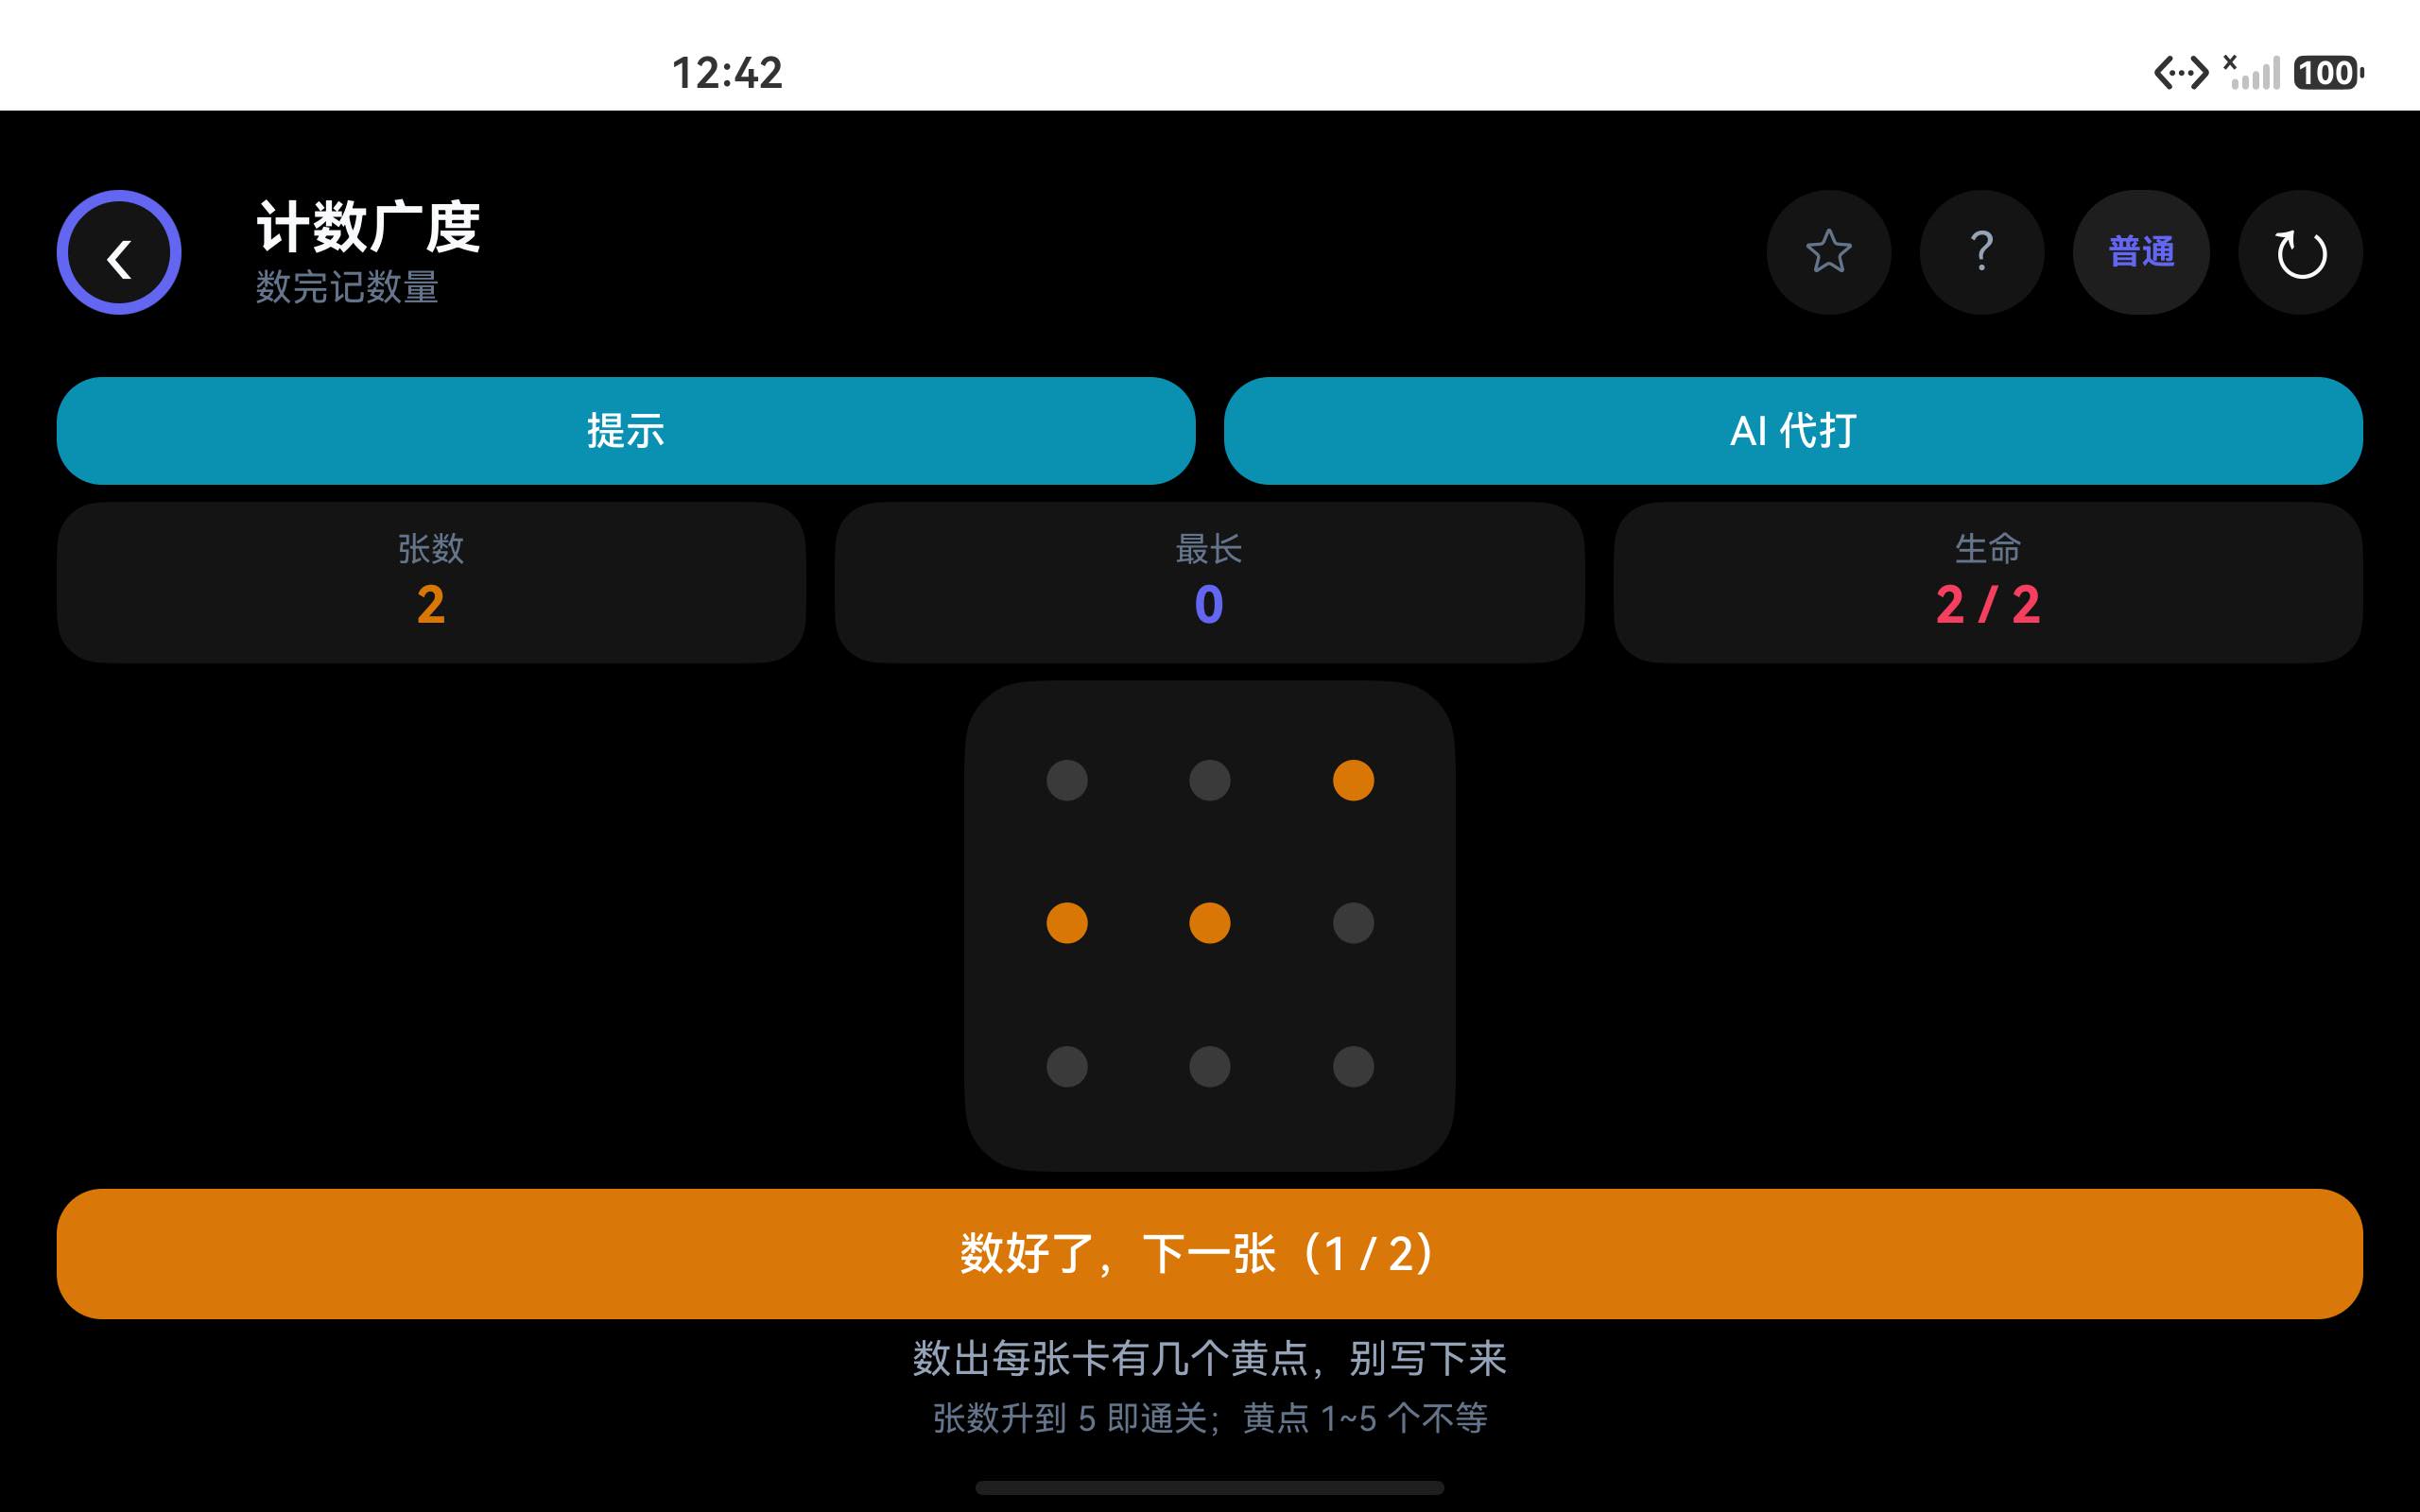 12:42
100
计数广度
数完记数量
?
普通
提示
AI 代打
张数
2
最长
0
生命
2 / 2
数好了，下一张（1 / 2）
数出每张卡有几个黄点，别写下来
张数升到 5 即通关；黄点 1~5 个不等